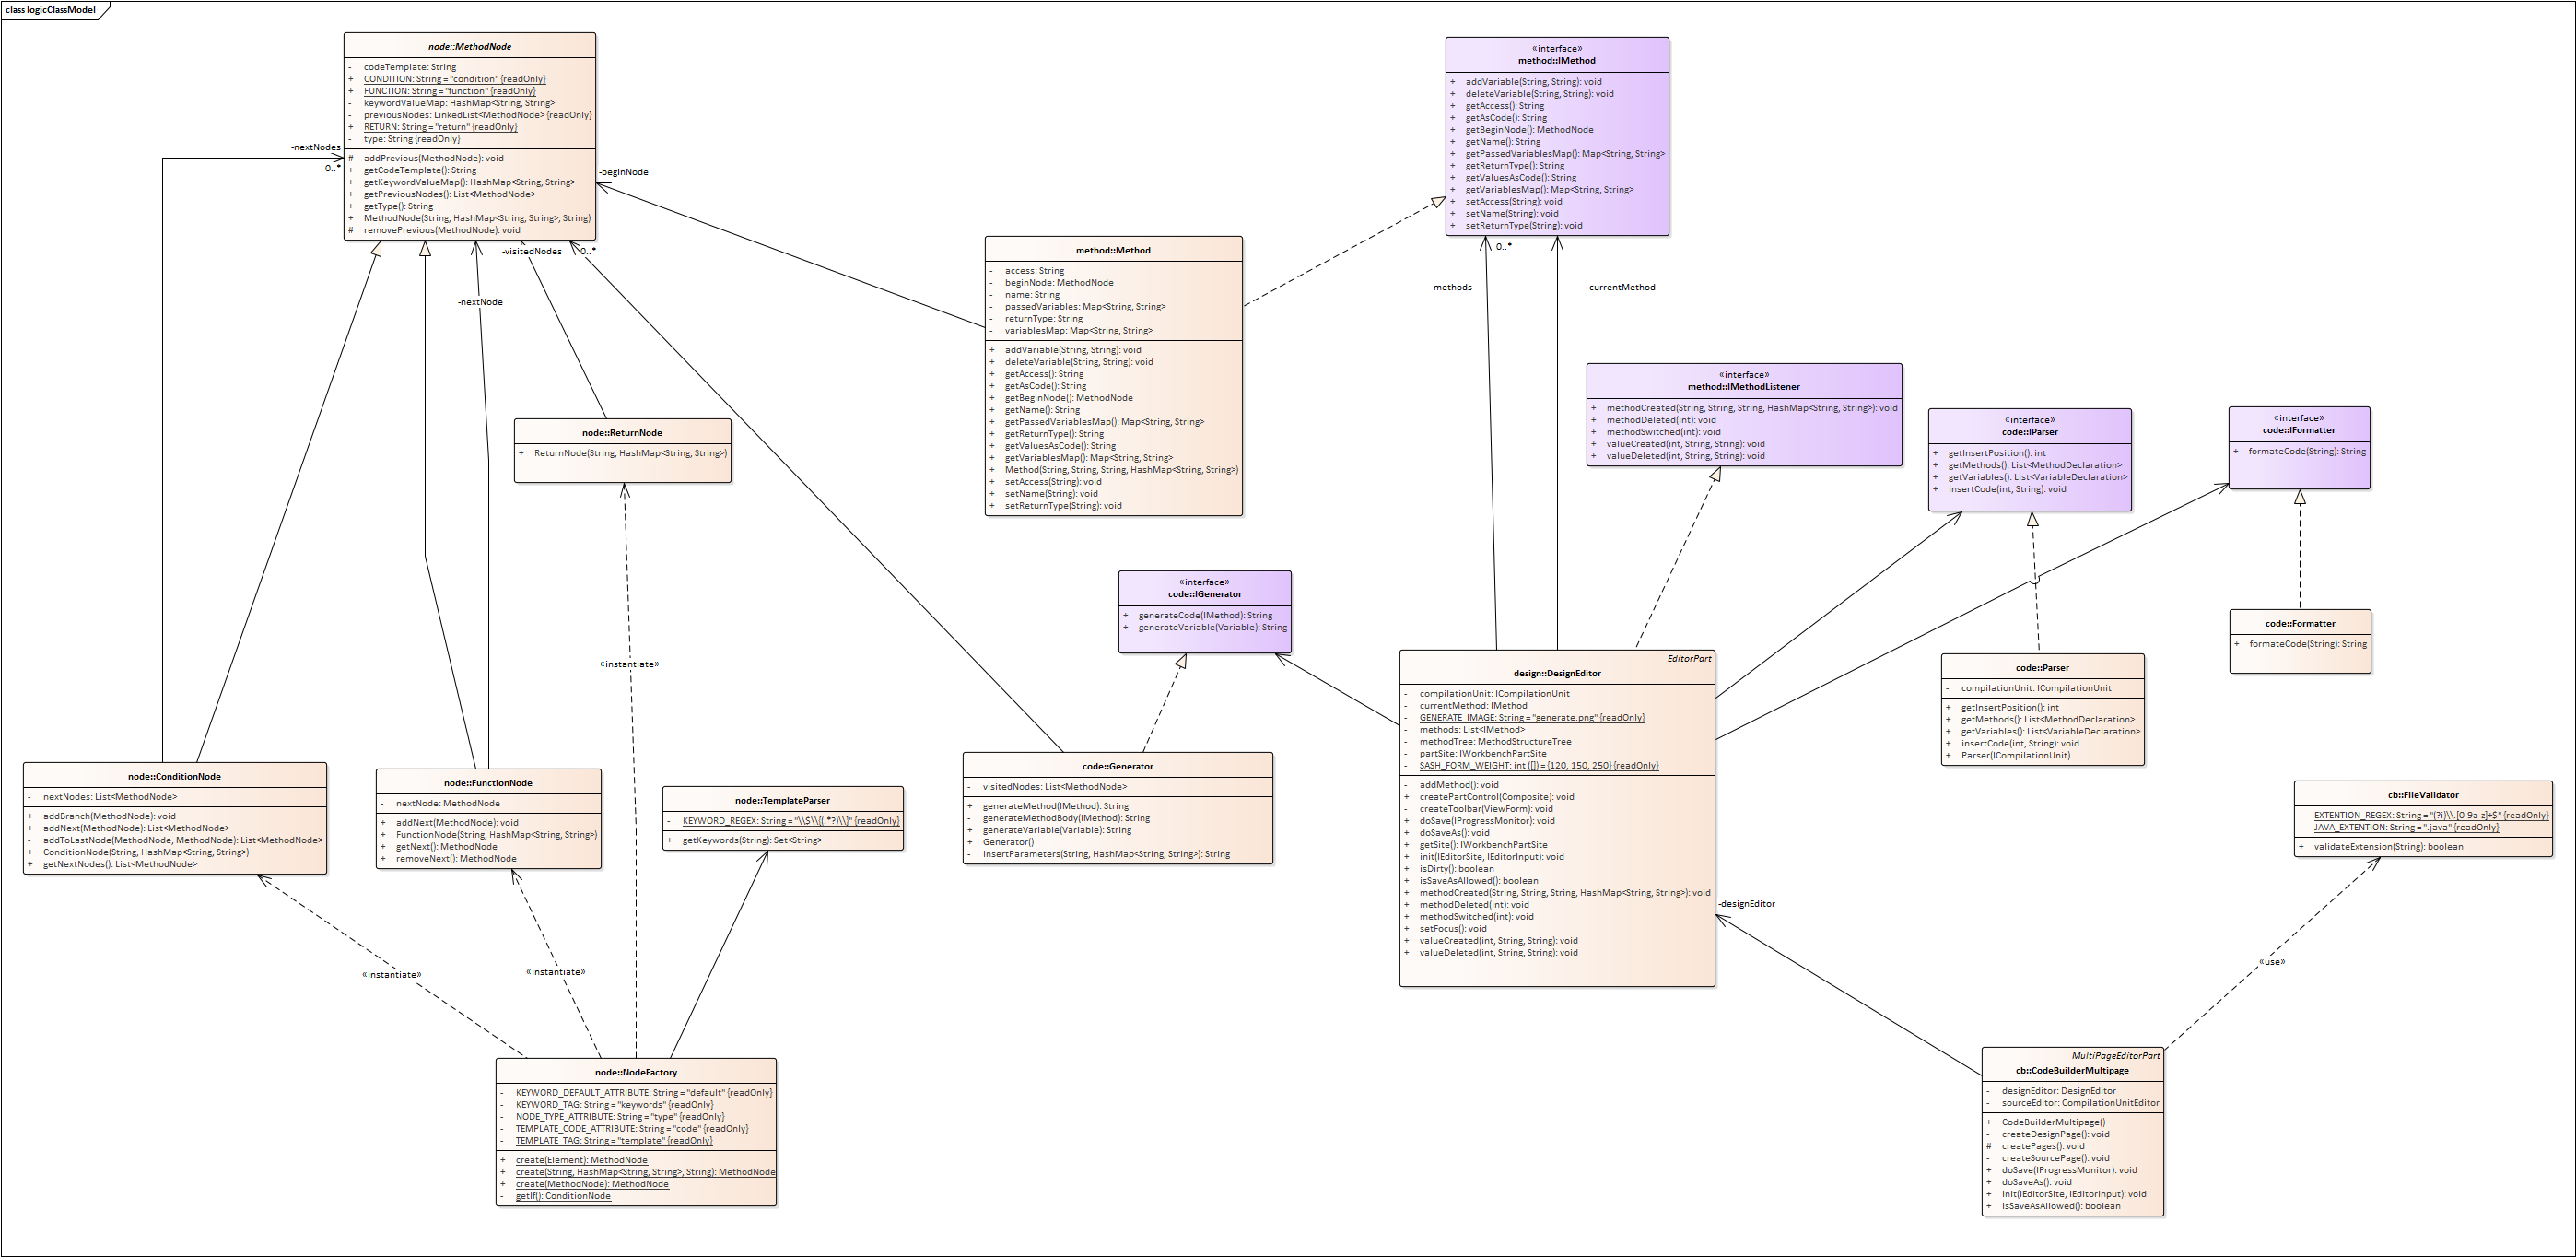 class logicClassModel
node::MethodNode
- codeTemplate: String
+ CONDITION: String = "condition" {readOnly}
+ FUNCTION: String = "function" {readOnly}
- keywordValueMap: HashMap<String, String>
- previousNodes: LinkedList<MethodNode> {readOnly}
+ RETURN: String = "return" {readOnly}
- type: String {readOnly}
# addPrevious(MethodNode): void
+ getCodeTemplate(): String
+ getKeywordValueMap(): HashMap<String, String>
+ getPreviousNodes(): List<MethodNode>
+ getType(): String
+ MethodNode(String, HashMap<String, String>, String)
# removePrevious(MethodNode): void
-nextNodes
0..*
-beginNode
-visitedNodes
0..*
-nextNode
«interface»
method::IMethod
+ addVariable(String, String): void
+ deleteVariable(String, String): void
+ getAccess(): String
+ getAsCode(): String
+ getBeginNode(): MethodNode
+ getName(): String
+ getPassedVariablesMap(): Map<String, String>
+ getReturnType(): String
+ getValuesAsCode(): String
+ getVariablesMap(): Map<String, String>
+ setAccess(String): void
+ setName(String): void
+ setReturnType(String): void
0..*
-methods
-currentMethod
method::Method
- access: String
- beginNode: MethodNode
- name: String
- passedVariables: Map<String, String>
- returnType: String
- variablesMap: Map<String, String>
+ addVariable(String, String): void
+ deleteVariable(String, String): void
+ getAccess(): String
+ getAsCode(): String
+ getBeginNode(): MethodNode
+ getName(): String
+ getPassedVariablesMap(): Map<String, String>
+ getReturnType(): String
+ getValuesAsCode(): String
+ getVariablesMap(): Map<String, String>
+ Method(String, String, String, HashMap<String, String>)
+ setAccess(String): void
+ setName(String): void
+ setReturnType(String): void
«interface»
method::IMethodListener
+ methodCreated(String, String, String, HashMap<String, String>): void
+ methodDeleted(int): void
+ methodSwitched(int): void
+ valueCreated(int, String, String): void
+ valueDeleted(int, String, String): void
«interface»
code::IParser
+ getInsertPosition(): int
+ getMethods(): List<MethodDeclaration>
+ getVariables(): List<VariableDeclaration>
+ insertCode(int, String): void
«interface»
code::IFormatter
+ formateCode(String): String
node::ReturnNode
+ ReturnNode(String, HashMap<String, String>)
«interface»
code::IGenerator
+ generateCode(IMethod): String
+ generateVariable(Variable): String
code::Formatter
+ formateCode(String): String
«instantiate»
code::Parser
- compilationUnit: ICompilationUnit
+ getInsertPosition(): int
+ getMethods(): List<MethodDeclaration>
+ getVariables(): List<VariableDeclaration>
+ insertCode(int, String): void
+ Parser(ICompilationUnit)
EditorPart
design::DesignEditor
- compilationUnit: ICompilationUnit
- currentMethod: IMethod
- GENERATE_IMAGE: String = "generate.png" {readOnly}
- methods: List<IMethod>
- methodTree: MethodStructureTree
- partSite: IWorkbenchPartSite
- SASH_FORM_WEIGHT: int ([]) = {120, 150, 250} {readOnly}
- addMethod(): void
+ createPartControl(Composite): void
- createToolbar(ViewForm): void
+ doSave(IProgressMonitor): void
+ doSaveAs(): void
+ getSite(): IWorkbenchPartSite
+ init(IEditorSite, IEditorInput): void
+ isDirty(): boolean
+ isSaveAsAllowed(): boolean
+ methodCreated(String, String, String, HashMap<String, String>): void
+ methodDeleted(int): void
+ methodSwitched(int): void
+ setFocus(): void
+ valueCreated(int, String, String): void
+ valueDeleted(int, String, String): void
-designEditor
node::ConditionNode
- nextNodes: List<MethodNode>
+ addBranch(MethodNode): void
+ addNext(MethodNode): List<MethodNode>
- addToLastNode(MethodNode, MethodNode): List<MethodNode>
+ ConditionNode(String, HashMap<String, String>)
+ getNextNodes(): List<MethodNode>
node::FunctionNode
- nextNode: MethodNode
+ addNext(MethodNode): void
+ FunctionNode(String, HashMap<String, String>)
+ getNext(): MethodNode
+ removeNext(): MethodNode
node::TemplateParser
- KEYWORD_REGEX: String = "\\$\\{(.*?)\\}" {readOnly}
+ getKeywords(String): Set<String>
code::Generator
- visitedNodes: List<MethodNode>
+ generateMethod(IMethod): String
- generateMethodBody(IMethod): String
+ generateVariable(Variable): String
+ Generator()
- insertParameters(String, HashMap<String, String>): String
cb::FileValidator
- EXTENTION_REGEX: String = "(?i)\\.[0-9a-z]+$" {readOnly}
- JAVA_EXTENTION: String = ".java" {readOnly}
+ validateExtension(String): boolean
«instantiate»
«instantiate»
«use»
node::NodeFactory
- KEYWORD_DEFAULT_ATTRIBUTE: String = "default" {readOnly}
- KEYWORD_TAG: String = "keywords" {readOnly}
- NODE_TYPE_ATTRIBUTE: String = "type" {readOnly}
- TEMPLATE_CODE_ATTRIBUTE: String = "code" {readOnly}
- TEMPLATE_TAG: String = "template" {readOnly}
+ create(Element): MethodNode
+ create(String, HashMap<String, String>, String): MethodNode
+ create(MethodNode): MethodNode
- getIf(): ConditionNode
MultiPageEditorPart
cb::CodeBuilderMultipage
- designEditor: DesignEditor
- sourceEditor: CompilationUnitEditor
+ CodeBuilderMultipage()
- createDesignPage(): void
# createPages(): void
- createSourcePage(): void
+ doSave(IProgressMonitor): void
+ doSaveAs(): void
+ init(IEditorSite, IEditorInput): void
+ isSaveAsAllowed(): boolean